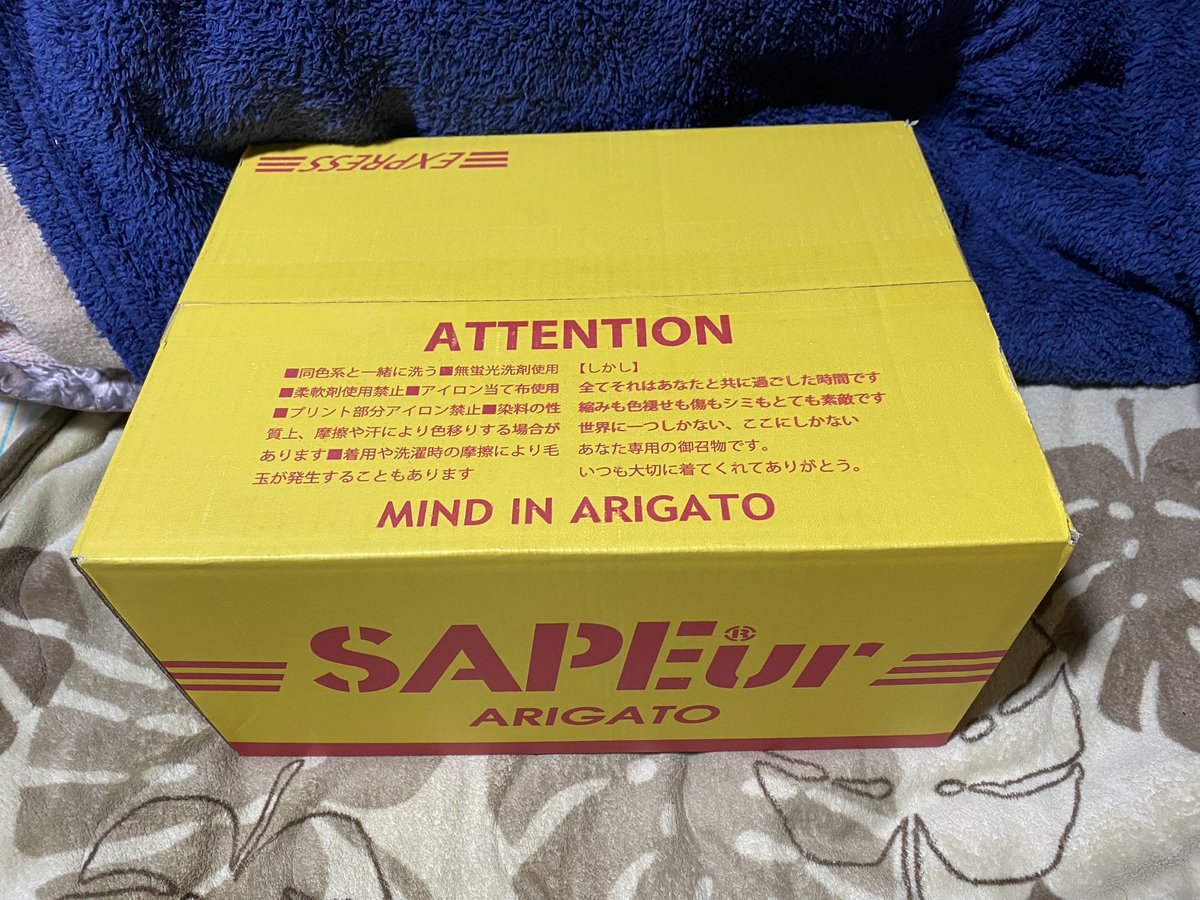 EXPRESS
ATTENTION
■同色系と一緒に洗う■無蛍光洗剤使用
■柔軟剤使用禁止■アイロン当て布使用
■プリント部分アイロン禁止■染料の性
質上、摩擦や汗により色移りする場合が
あります■着用や洗濯時の摩擦により毛
玉が発生することもあります
【しかし】
全てそれはあなたと共に過ごした時間です
縮みも色褪せも傷もシミもとても素敵です
世界に一つしかない、ここにしかない
あなた専用の御召物です。
いつも大切に着てくれてありがとう。
MIND IN ARIGATO
SAPEur®
ARIGATO